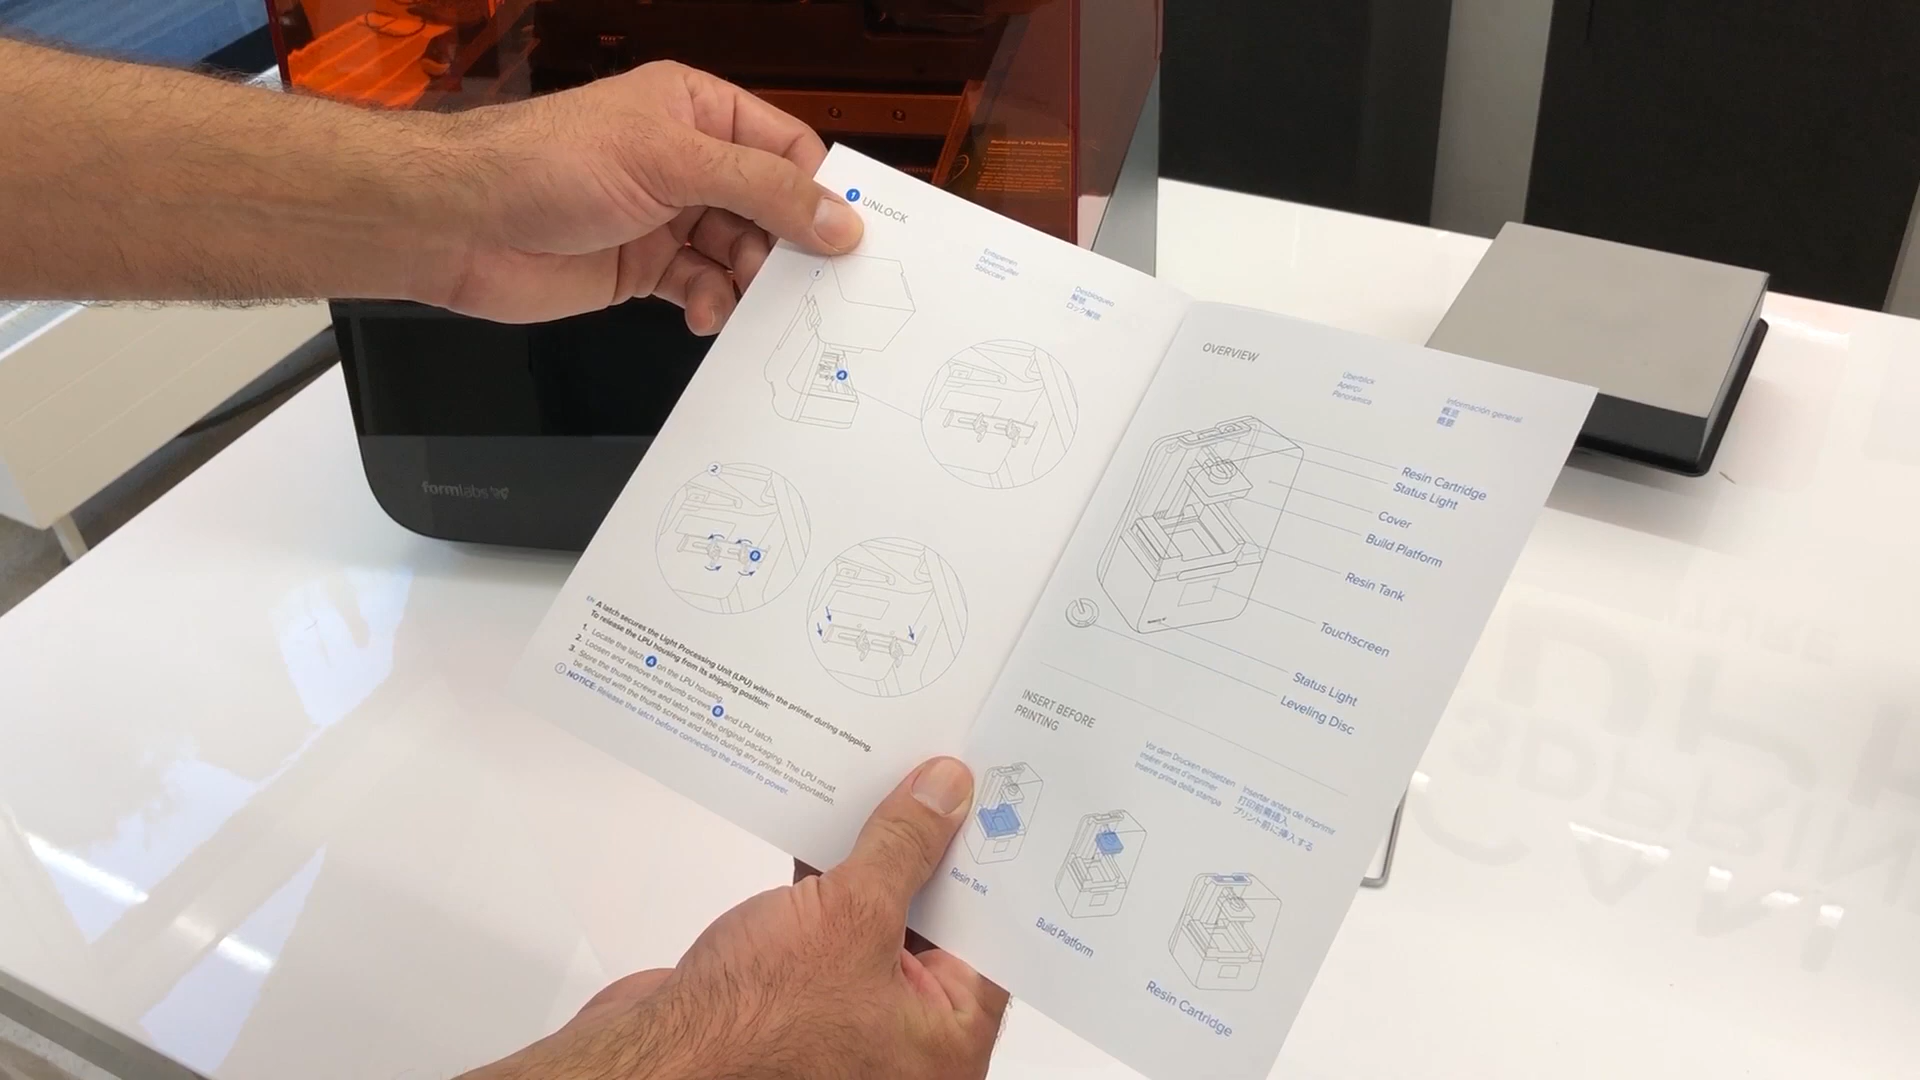 1 UNLOCK
Entsperren
Déverrouiller
Sbloccare
Desbloqueo
解锁
ロック解除
1
A
2
B
EN A latch secures the Light Processing Unit (LPU) within the printer during shipping.
To release the LPU housing from its shipping position:
1. Locate the latch A on the LPU housing.
2. Loosen and remove the thumb screws B and LPU latch.
3. Store the thumb screws and latch with the original packaging. The LPU must
be secured with the thumb screws and latch during any printer transportation.
NOTICE: Release the latch before connecting the printer to power.
OVERVIEW
Überblick
Aperçu
Panoramica
Información general
概览
概要
Resin Cartridge
Status Light
Cover
Build Platform
Resin Tank
Touchscreen
Status Light
Leveling Disc
INSERT BEFORE
PRINTING
Vor dem Drucken einsetzen
Insérer avant d'imprimer
Inserire prima della stampa
Insertar antes de imprimir
打印前需插入
プリント前に挿入する
Resin Tank
Build Platform
Resin Cartridge
formlabs
Release LPU Housing